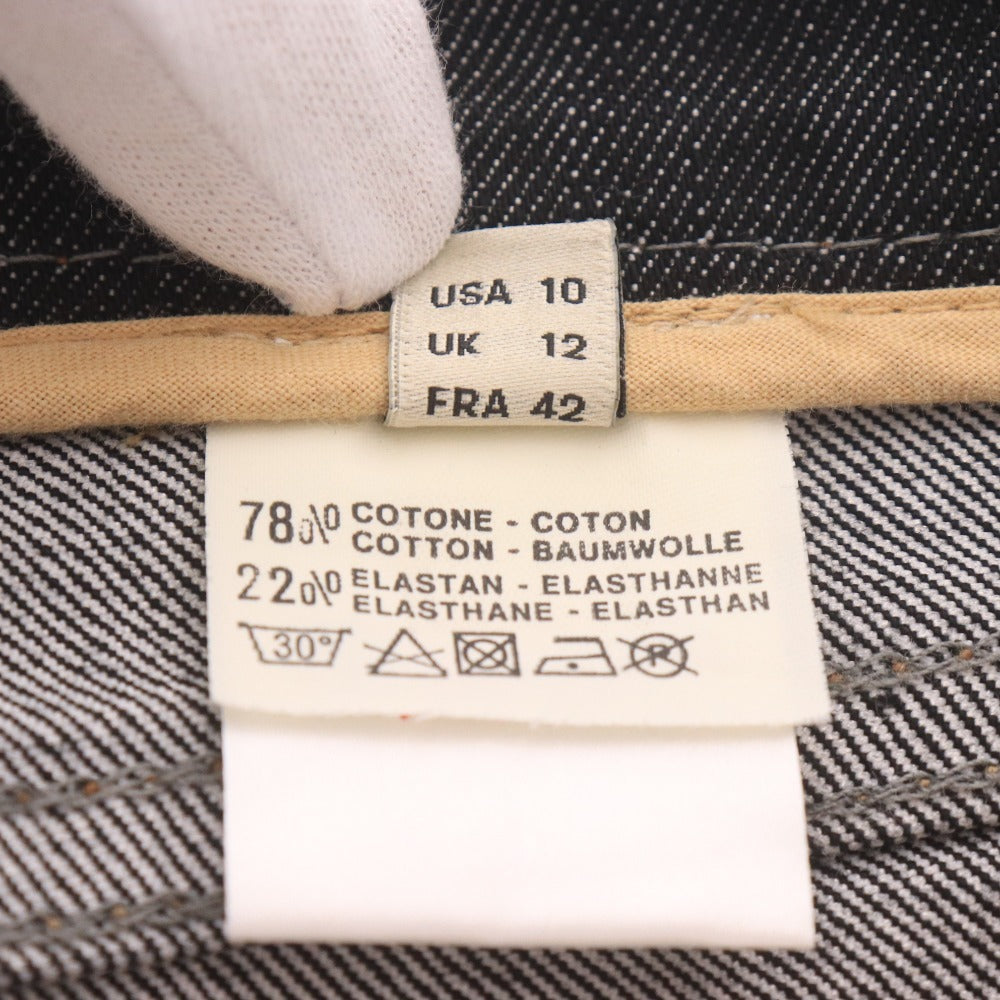 USA 10
UK 12
FRA 42
78% COTONE - COTON
COTTON - BAUMWOLLE
22% ELASTAN - ELASTHANNE
ELASTHANE - ELASTHAN
30° R